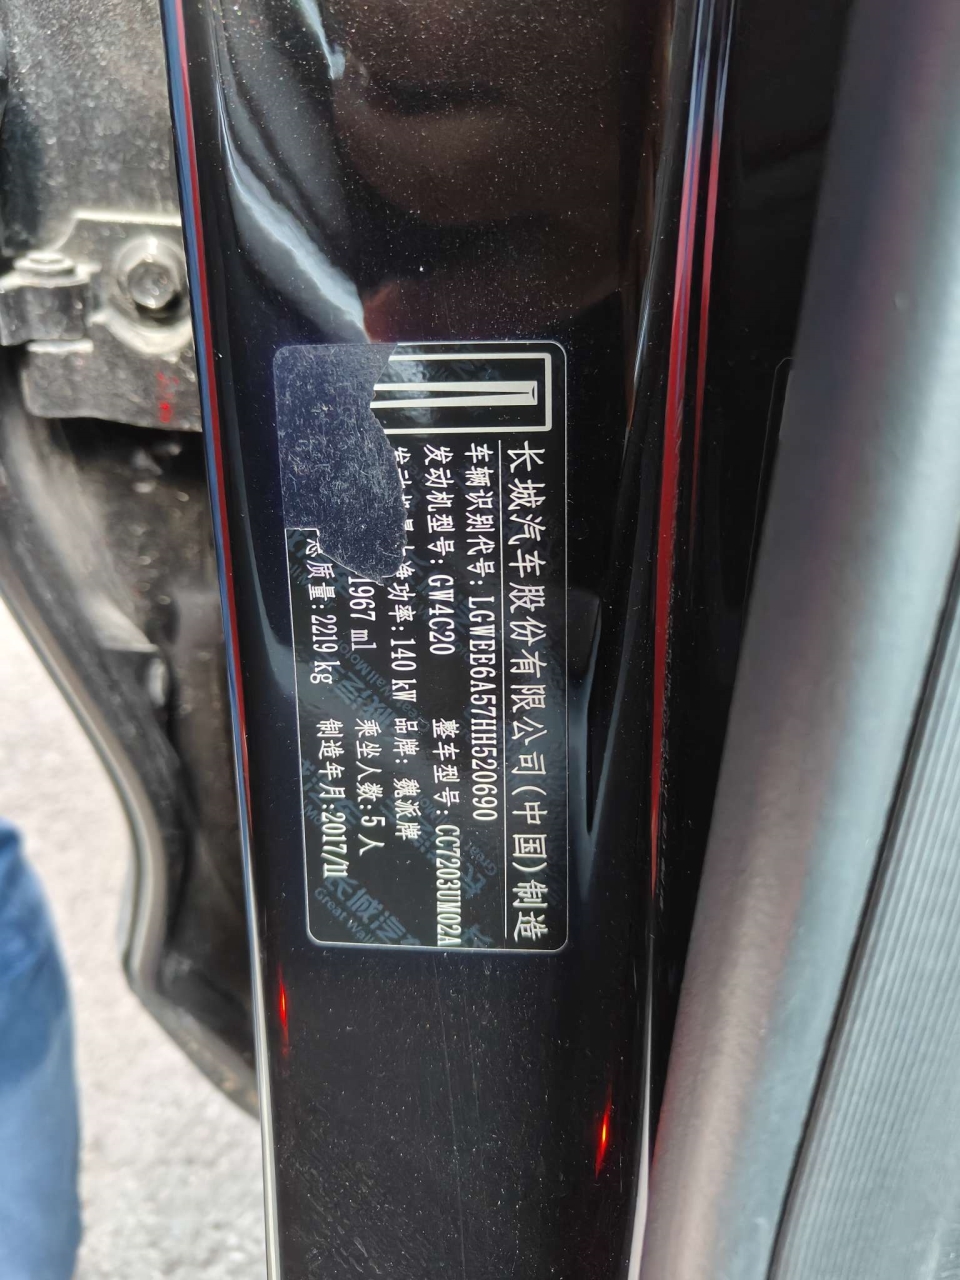 长城汽车股份有限公司(中国)制造
车辆识别代号:LGWEE6A57HH520690
发动机型号:GW4C20 整车型号:CC7203UM02A
净功率:140 kW 品牌:魏派牌
1967 ml 乘坐人数:5人
质量:2219 kg 制造年月:2017/11